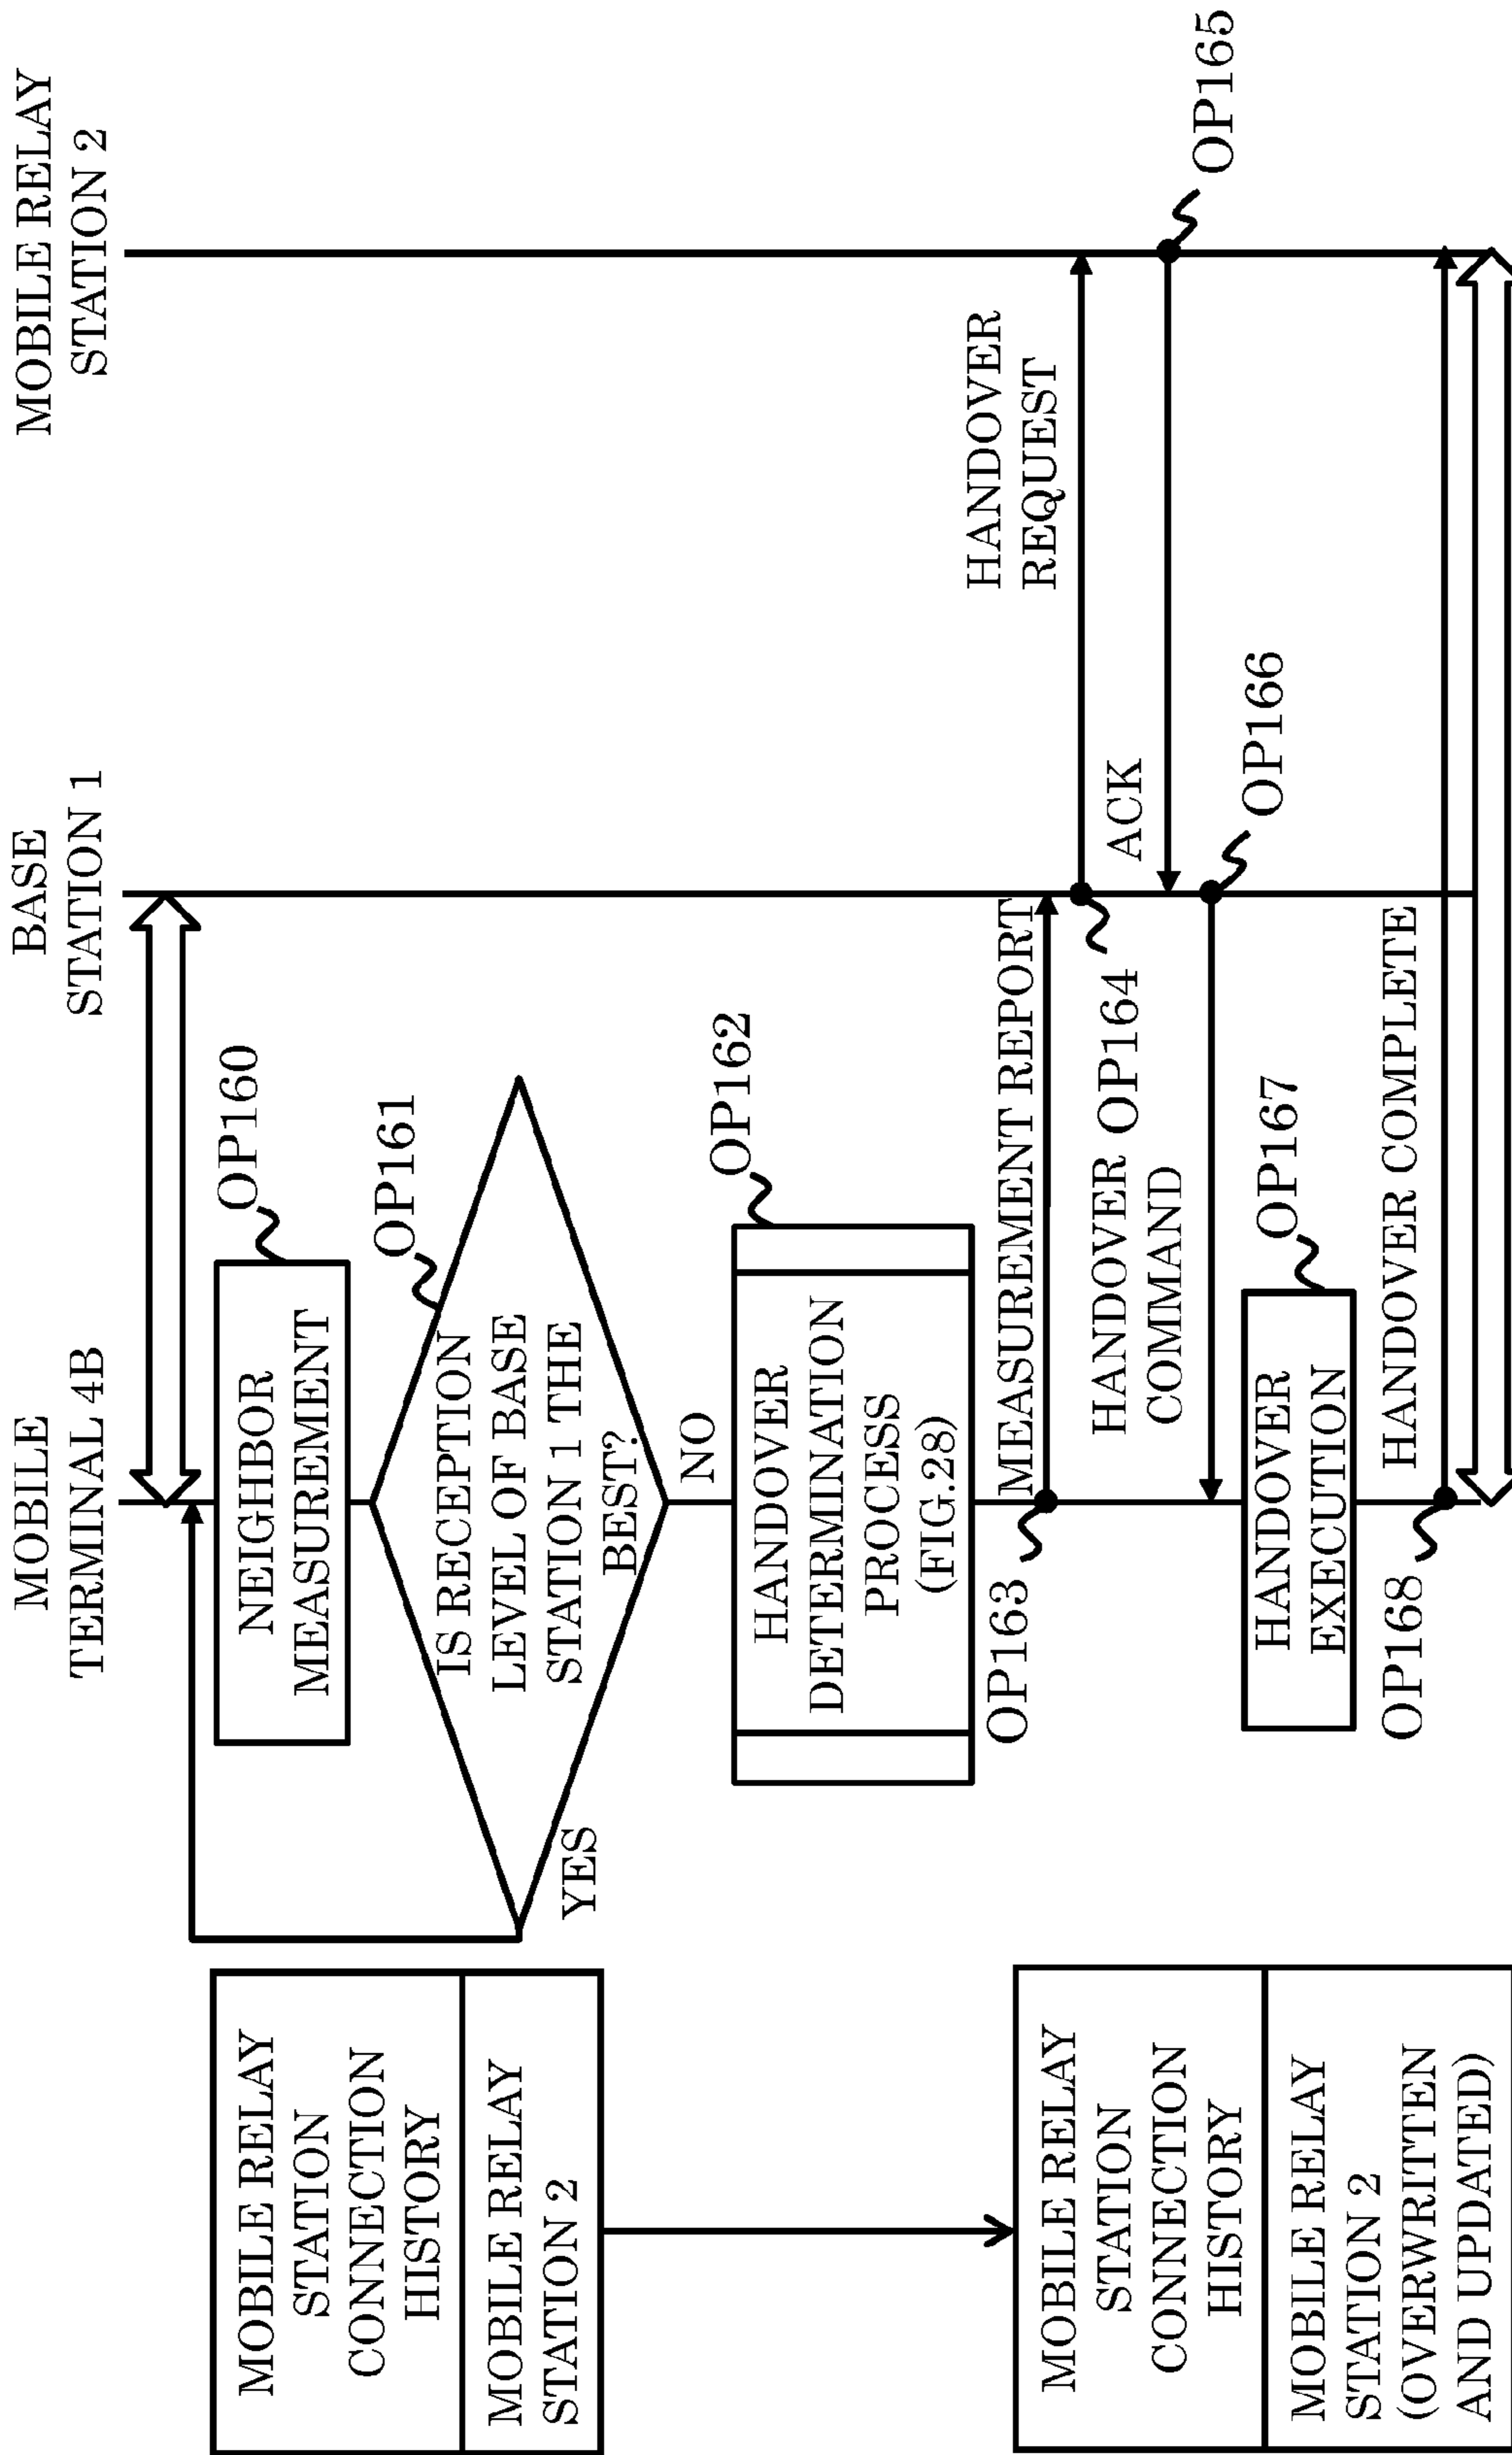 MOBILE
TERMINAL 4B
BASE
STATION 1
MOBILE RELAY
STATION 2
MOBILE RELAY
STATION
CONNECTION
HISTORY
MOBILE RELAY
STATION 2
NEIGHBOR
MEASUREMENT
OP160
IS RECEPTION
LEVEL OF BASE
STATION 1 THE
BEST?
OP161
YES
NO
HANDOVER
DETERMINATION
PROCESS
(FIG.28)
OP162
OP163
MEASUREMENT REPORT
OP164
HANDOVER
REQUEST
ACK
OP165
HANDOVER
COMMAND
OP166
HANDOVER
EXECUTION
OP167
OP168
HANDOVER COMPLETE
MOBILE RELAY
STATION
CONNECTION
HISTORY
MOBILE RELAY
STATION 2
(OVERWRITTEN
AND UPDATED)